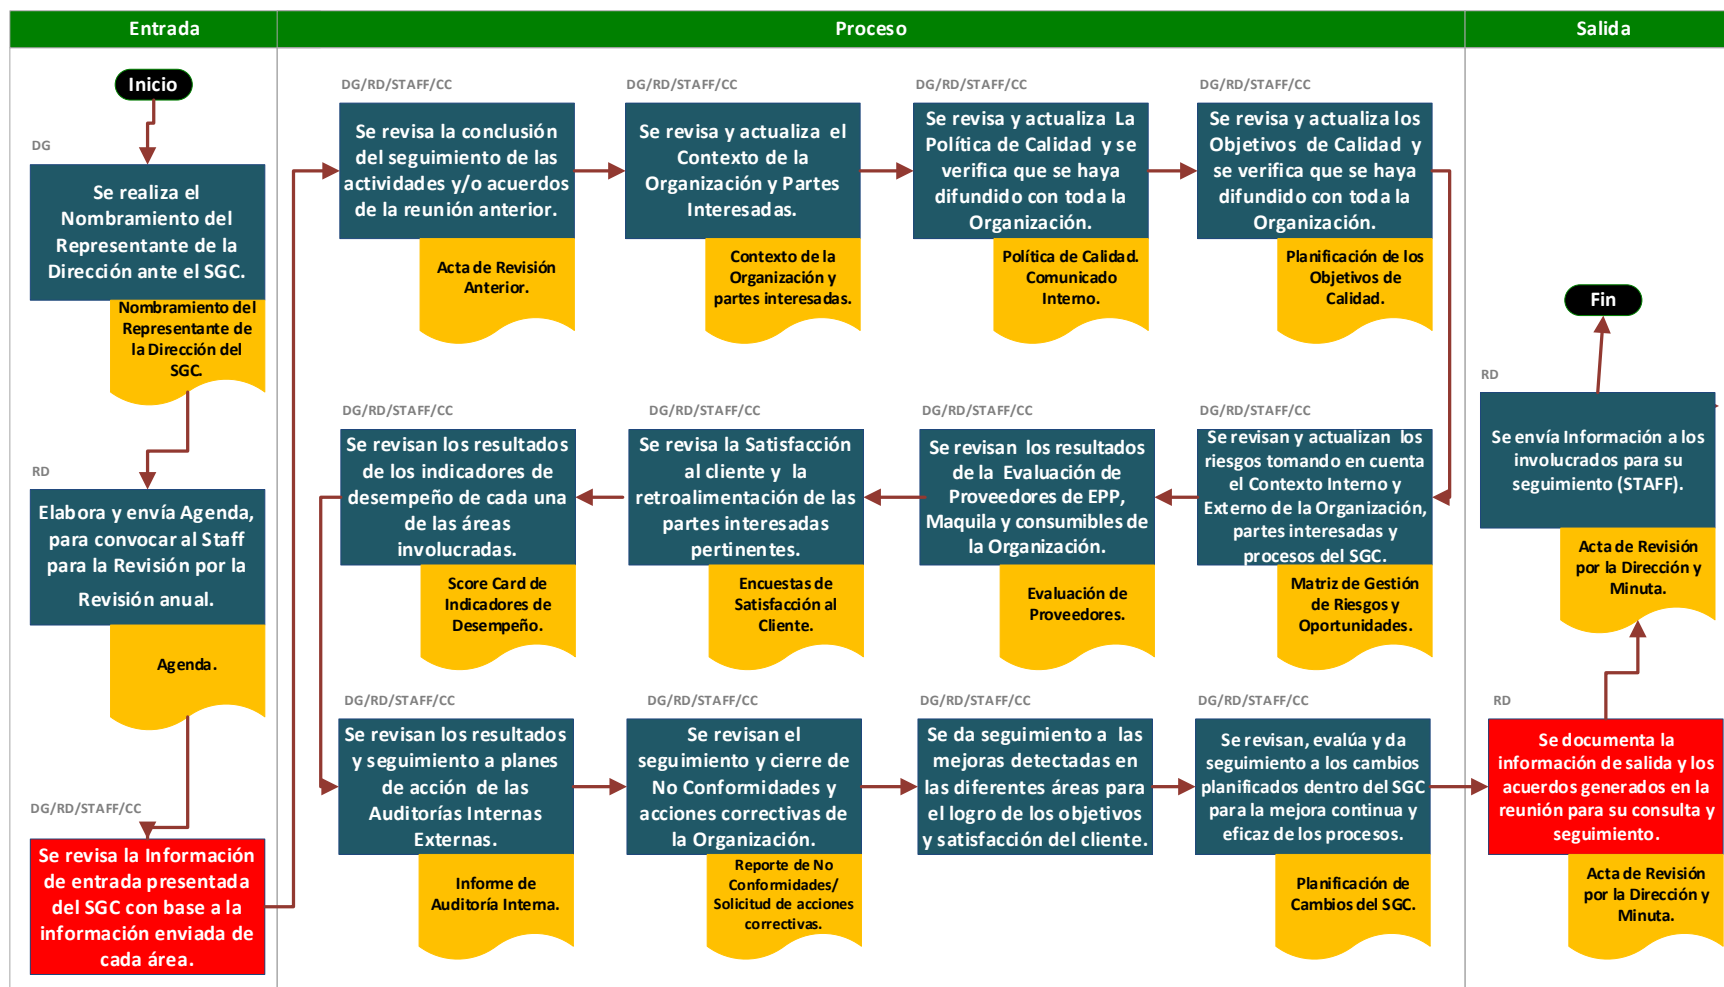 Entrada
Proceso
Salida
Inicio
DG
Se realiza el
Nombramiento del
Representante de la
Dirección ante el SGC.
Nombramiento del
Representante de
la Dirección del
SGC.
RD
Elabora y envía Agenda,
para convocar al Staff
para la Revisión por la
Revisión anual.
Agenda.
DG/RD/STAFF/CC
Se revisa la Información
de entrada presentada
del SGC con base a la
información enviada de
cada área.
DG/RD/STAFF/CC
Se revisa la conclusión
del seguimiento de las
actividades y/o acuerdos
de la reunión anterior.
Acta de Revisión
Anterior.
DG/RD/STAFF/CC
Se revisa y actualiza el
Contexto de la
Organización y Partes
Interesadas.
Contexto de la
Organización y
partes interesadas.
DG/RD/STAFF/CC
Se revisa y actualiza La
Política de Calidad y se
verifica que se haya
difundido con toda la
Organización.
Política de Calidad.
Comunicado
Interno.
DG/RD/STAFF/CC
Se revisa y actualiza los
Objetivos de Calidad y
se verifica que se haya
difundido con toda la
Organización.
Planificación de los
Objetivos de
Calidad.
DG/RD/STAFF/CC
Se revisan y actualizan los
riesgos tomando en cuenta
el Contexto Interno y
Externo de la Organización,
partes interesadas y
procesos del SGC.
Matriz de Gestión
de Riesgos y
Oportunidades.
DG/RD/STAFF/CC
Se revisan los resultados
de la Evaluación de
Proveedores de EPP,
Maquila y consumibles de
la Organización.
Evaluación de
Proveedores.
DG/RD/STAFF/CC
Se revisa la Satisfacción
al cliente y la
retroalimentación de las
partes interesadas
pertinentes.
Encuestas de
Satisfacción al
Cliente.
DG/RD/STAFF/CC
Se revisan los resultados
de los indicadores de
desempeño de cada una
de las áreas
involucradas.
Score Card de
Indicadores de
Desempeño.
DG/RD/STAFF/CC
Se revisan los resultados
y seguimiento a planes
de acción de las
Auditorías Internas
Externas.
Informe de
Auditoría Interna.
DG/RD/STAFF/CC
Se revisan el
seguimiento y cierre de
No Conformidades y
acciones correctivas de
la Organización.
Reporte de No
Conformidades/
Solicitud de acciones
correctivas.
DG/RD/STAFF/CC
Se da seguimiento a las
mejoras detectadas en
las diferentes áreas para
el logro de los objetivos
y satisfacción del cliente.
DG/RD/STAFF/CC
Se revisan, evalúa y da
seguimiento a los cambios
planificados dentro del SGC
para la mejora continua y
eficaz de los procesos.
Planificación de
Cambios del SGC.
RD
Se documenta la
información de salida y los
acuerdos generados en la
reunión para su consulta y
seguimiento.
Acta de Revisión
por la Dirección y
Minuta.
RD
Se envía Información a los
involucrados para su
seguimiento (STAFF).
Acta de Revisión
por la Dirección y
Minuta.
Fin